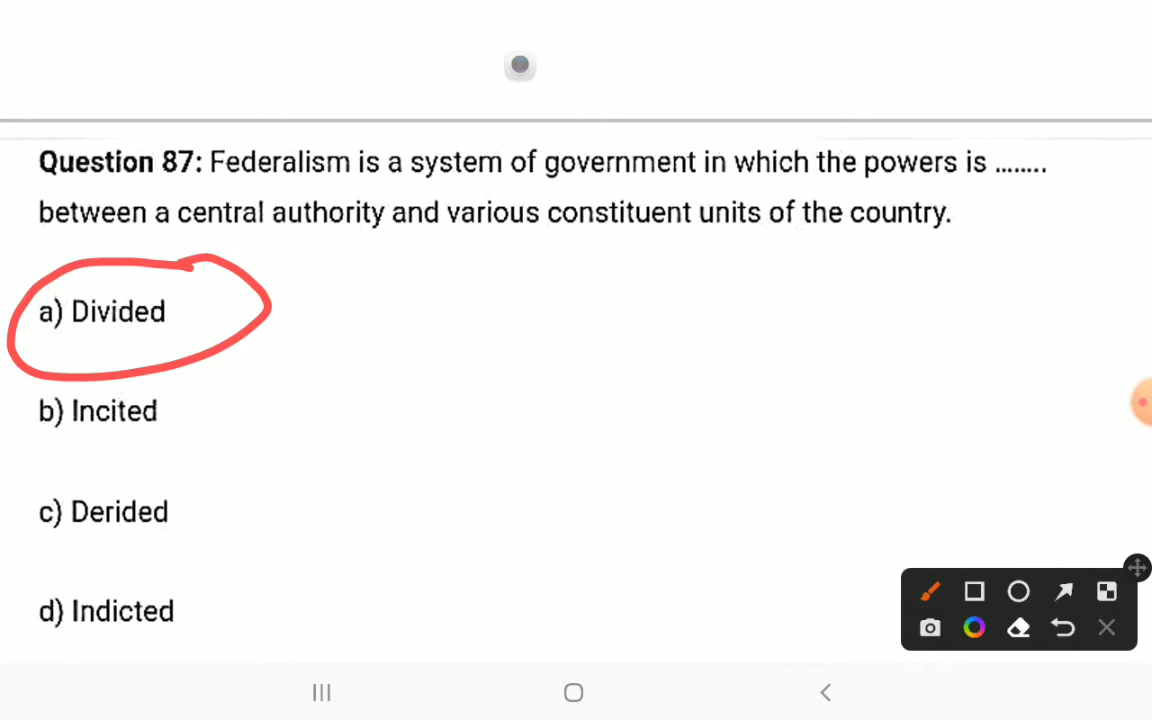 Question 87: Federalism is a system of government in which the powers is ........
between a central authority and various constituent units of the country.
a) Divided
b) Incited
c) Derided
d) Indicted